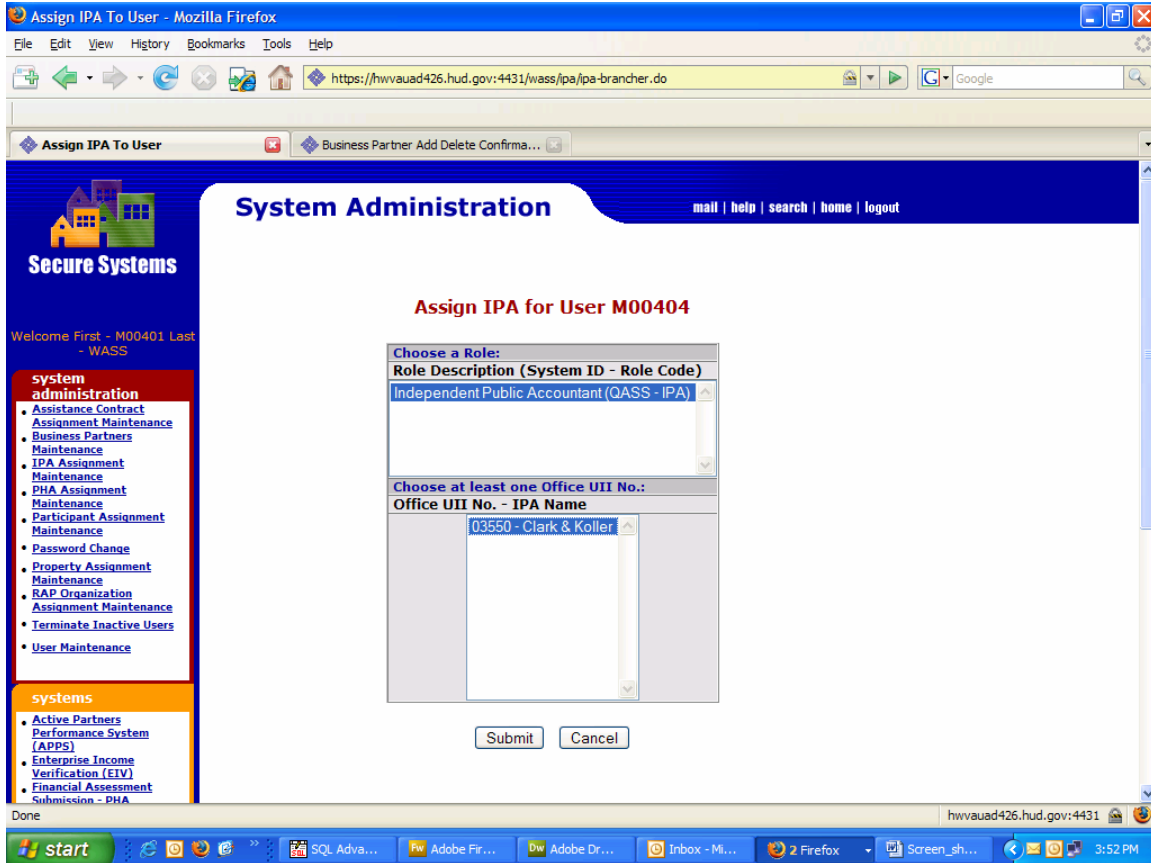 Assign IPA To User - Mozilla Firefox
File Edit View History Bookmarks Tools Help
https://hwvauad426.hud.gov:4431/wass/ipa/ipa-brancher.do
G Google
Assign IPA To User
Business Partner Add Delete Confirma...
System Administration
mail | help | search | home | logout
Secure Systems
Welcome First - M00401 Last
- WASS
system
administration
Assistance Contract
Assignment Maintenance
Business Partners
Maintenance
IPA Assignment
Maintenance
PHA Assignment
Maintenance
Participant Assignment
Maintenance
Password Change
Property Assignment
Maintenance
RAP Organization
Assignment Maintenance
Terminate Inactive Users
User Maintenance
systems
Active Partners
Performance System
(APPS)
Enterprise Income
Verification (EIV)
Financial Assessment
Submission - PHA
Assign IPA for User M00404
Choose a Role:
Role Description (System ID - Role Code)
Independent Public Accountant (QASS - IPA)
Choose at least one Office UII No.:
Office UII No. - IPA Name
03550 - Clark & Koller
Submit Cancel
Done
hwvauad426.hud.gov:4431
start
SQL Adva...
Fw Adobe Fir...
Dw Adobe Dr...
Inbox - Mi...
2 Firefox
Screen_sh...
3:52 PM